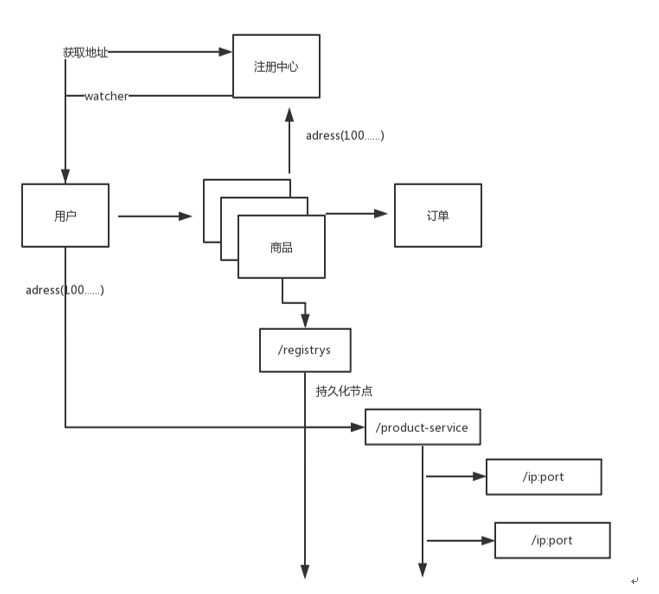 获取地址
注册中心
watcher
adress(100......)
用户
商品
订单
adress(100......)
/registrys
持久化节点
/product-service
/ip:port
/ip:port